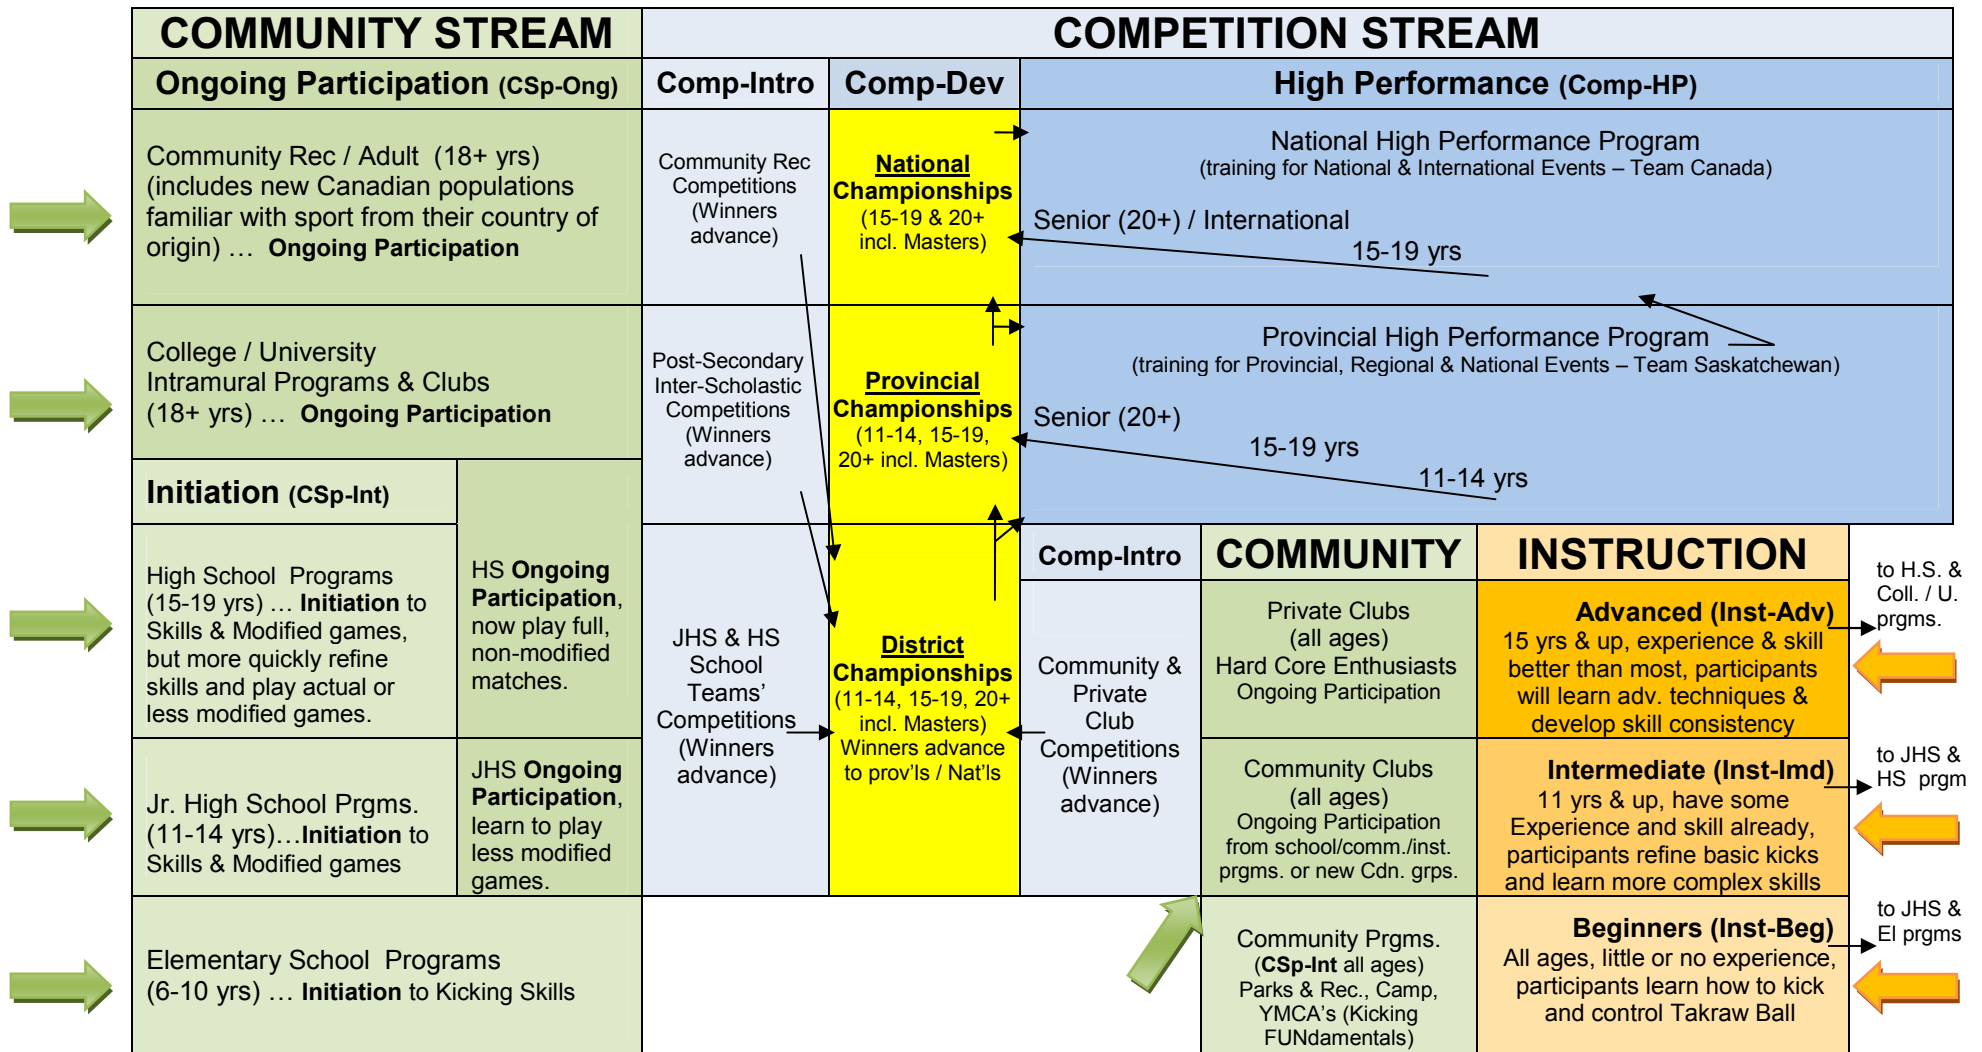 COMMUNITY STREAM
COMPETITION STREAM
Ongoing Participation (CSp-Ong)
Comp-Intro
Comp-Dev
High Performance (Comp-HP)
Community Rec / Adult (18+ yrs)
(includes new Canadian populations
familiar with sport from their country of
origin) … Ongoing Participation
Community Rec
Competitions
(Winners
advance)
National
Championships
(15-19 & 20+
incl. Masters)
National High Performance Program
(training for National & International Events – Team Canada)
Senior (20+) / International
15-19 yrs
College / University
Intramural Programs & Clubs
(18+ yrs) … Ongoing Participation
Post-Secondary
Inter-Scholastic
Competitions
(Winners
advance)
Provincial
Championships
(11-14, 15-19,
20+ incl. Masters)
Provincial High Performance Program
(training for Provincial, Regional & National Events – Team Saskatchewan)
Senior (20+)
15-19 yrs
11-14 yrs
Initiation (CSp-Int)
High School Programs
(15-19 yrs) … Initiation to
Skills & Modified games,
but more quickly refine
skills and play actual or
less modified games.
HS Ongoing
Participation,
now play full,
non-modified
matches.
JHS & HS
School
Teams’
Competitions
(Winners
advance)
District
Championships
(11-14, 15-19, 20+
incl. Masters)
Winners advance
to prov’ls / Nat’ls
Comp-Intro
Community &
Private
Club
Competitions
(Winners
advance)
COMMUNITY
INSTRUCTION
Private Clubs
(all ages)
Hard Core Enthusiasts
Ongoing Participation
Advanced (Inst-Adv)
15 yrs & up, experience & skill
better than most, participants
will learn adv. techniques &
develop skill consistency
to H.S. &
Coll. / U.
prgms.
Jr. High School Prgms.
(11-14 yrs)…Initiation to
Skills & Modified games
JHS Ongoing
Participation,
learn to play
less modified
games.
Community Clubs
(all ages)
Ongoing Participation
from school/comm./inst.
prgms. or new Cdn. grps.
Intermediate (Inst-Imd)
11 yrs & up, have some
Experience and skill already,
participants refine basic kicks
and learn more complex skills
to JHS &
HS prgm
Elementary School Programs
(6-10 yrs) … Initiation to Kicking Skills
Community Prgms.
(CSp-Int all ages)
Parks & Rec., Camp,
YMCA’s (Kicking
FUNdamentals)
Beginners (Inst-Beg)
All ages, little or no experience,
participants learn how to kick
and control Takraw Ball
to JHS &
El prgms